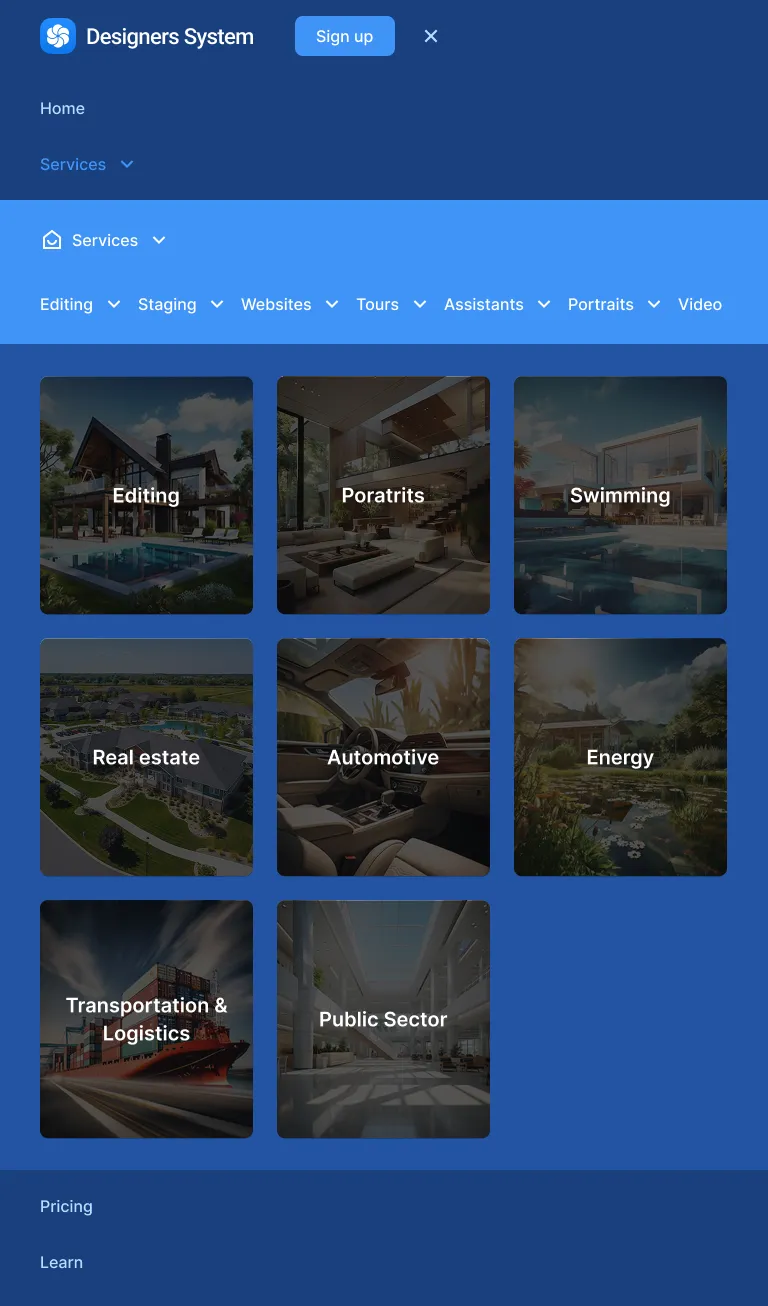 Designers System
Sign up
Home
Services
Services
Editing Staging Websites Tours Assistants Portraits Video
Editing
Poratrits
Swimming
Real estate
Automotive
Energy
Transportation &
Logistics
Public Sector
Pricing
Learn